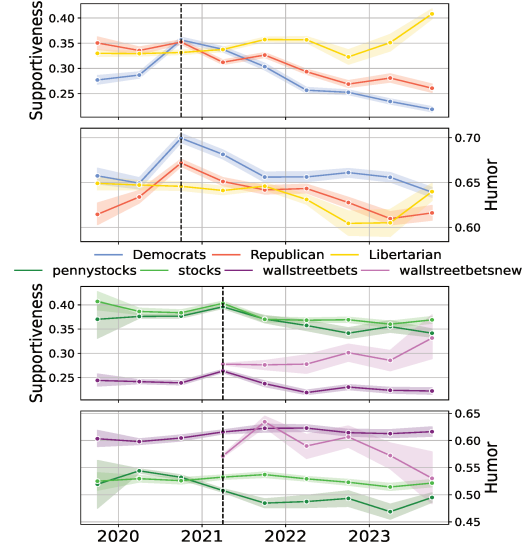 Supportiveness
0.40
0.35
0.30
0.25
Humor
0.70
0.65
0.60
Democrats Republican Libertarian
pennystocks stocks wallstreetbets wallstreetbetsnew
Supportiveness
0.40
0.35
0.30
0.25
Humor
0.65
0.60
0.55
0.50
0.45
2020 2021 2022 2023